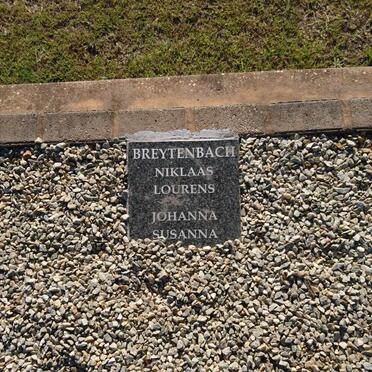 BREYTENBACH
NIKLAAS
LOURENS
JOHANNA
SUSANNA